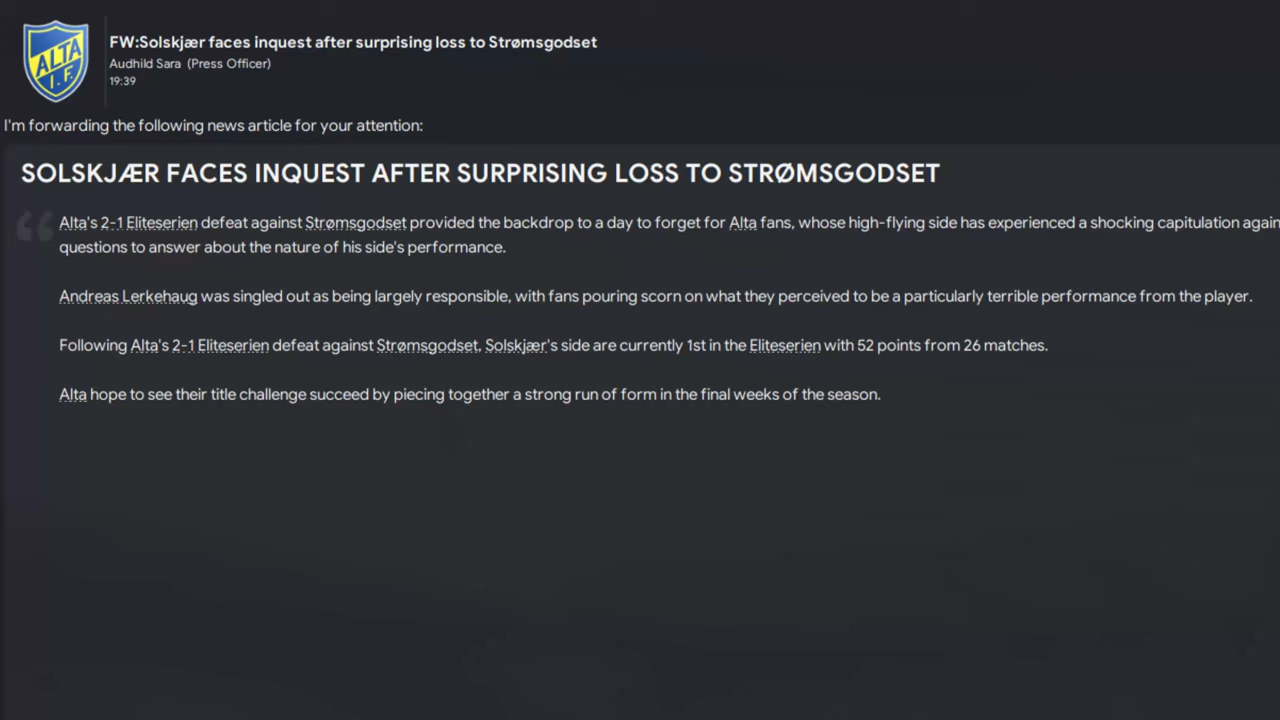 ALTA
I.F.
FW:Solskjær faces inquest after surprising loss to Strømsgodset
Audhild Sara (Press Officer)
19:39
I'm forwarding the following news article for your attention:
SOLSKJÆR FACES INQUEST AFTER SURPRISING LOSS TO STRØMSGODSET
Alta's 2-1 Eliteserien defeat against Strømsgodset provided the backdrop to a day to forget for Alta fans, whose high-flying side has experienced a shocking capitulation again
questions to answer about the nature of his side's performance.
Andreas Lerkehaug was singled out as being largely responsible, with fans pouring scorn on what they perceived to be a particularly terrible performance from the player.
Following Alta's 2-1 Eliteserien defeat against Strømsgodset, Solskjær's side are currently 1st in the Eliteserien with 52 points from 26 matches.
Alta hope to see their title challenge succeed by piecing together a strong run of form in the final weeks of the season.